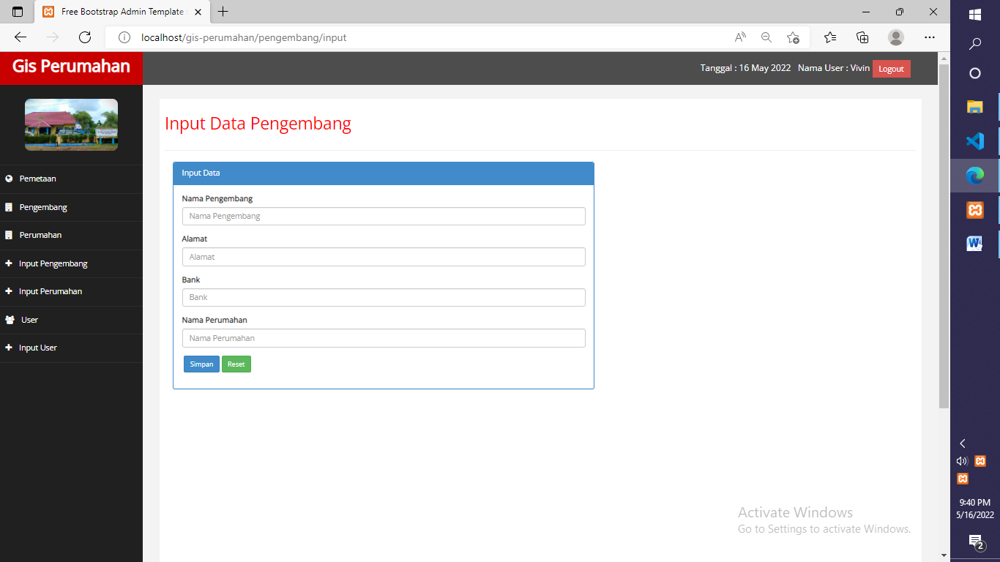 Free Bootstrap Admin Template :
localhost/gis-perumahan/pengembang/input
Gis Perumahan
Tanggal : 16 May 2022 Nama User : Vivin Logout
Input Data Pengembang
Pemetaan
Pengembang
Perumahan
Input Pengembang
Input Perumahan
User
Input User
Input Data
Nama Pengembang
Nama Pengembang
Alamat
Alamat
Bank
Bank
Nama Perumahan
Nama Perumahan
Simpan Reset
Activate Windows
Go to Settings to activate Windows.
9:40 PM
5/16/2022
2